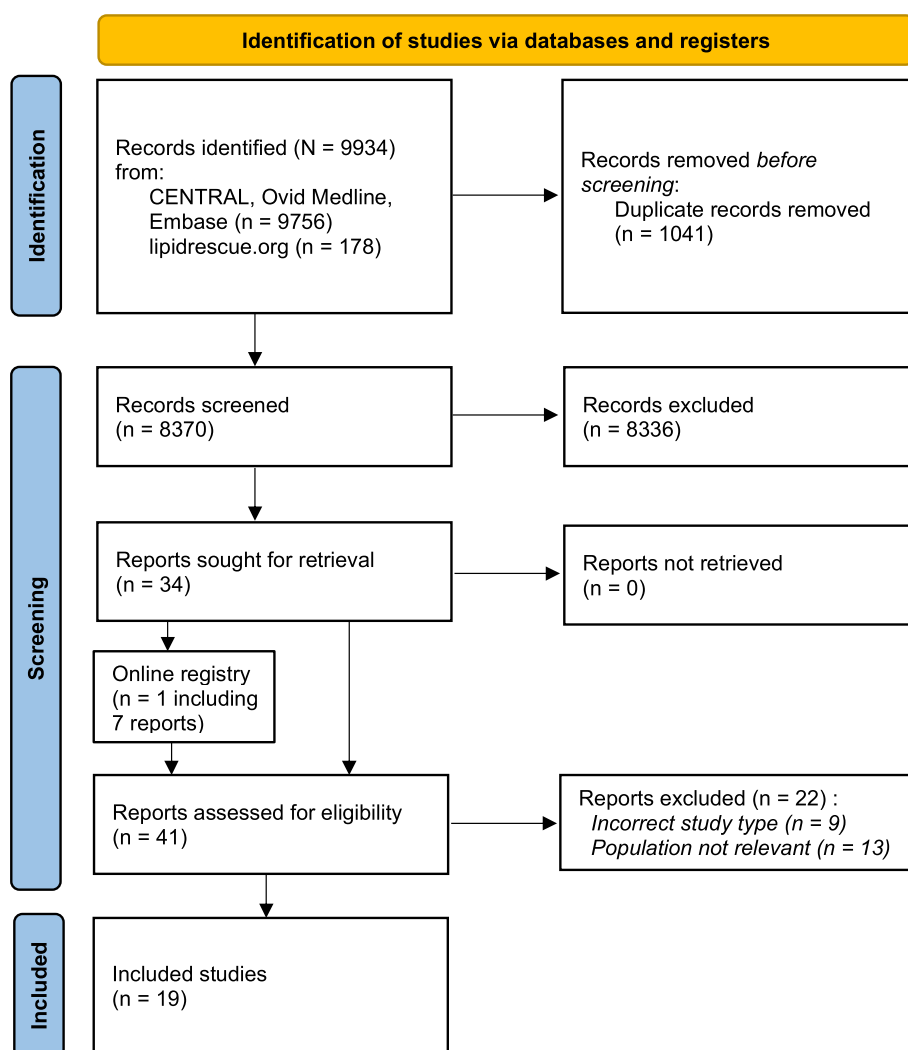 Identification of studies via databases and registers
Identification
Records identified (N = 9934)
from:
CENTRAL, Ovid Medline,
Embase (n = 9756)
lipidrescue.org (n = 178)
Records removed before
screening:
Duplicate records removed
(n = 1041)
Screening
Records screened
(n = 8370)
Records excluded
(n = 8336)
Reports sought for retrieval
(n = 34)
Reports not retrieved
(n = 0)
Online registry
(n = 1 including
7 reports)
Reports assessed for eligibility
(n = 41)
Reports excluded (n = 22) :
Incorrect study type (n = 9)
Population not relevant (n = 13)
Included
Included studies
(n = 19)